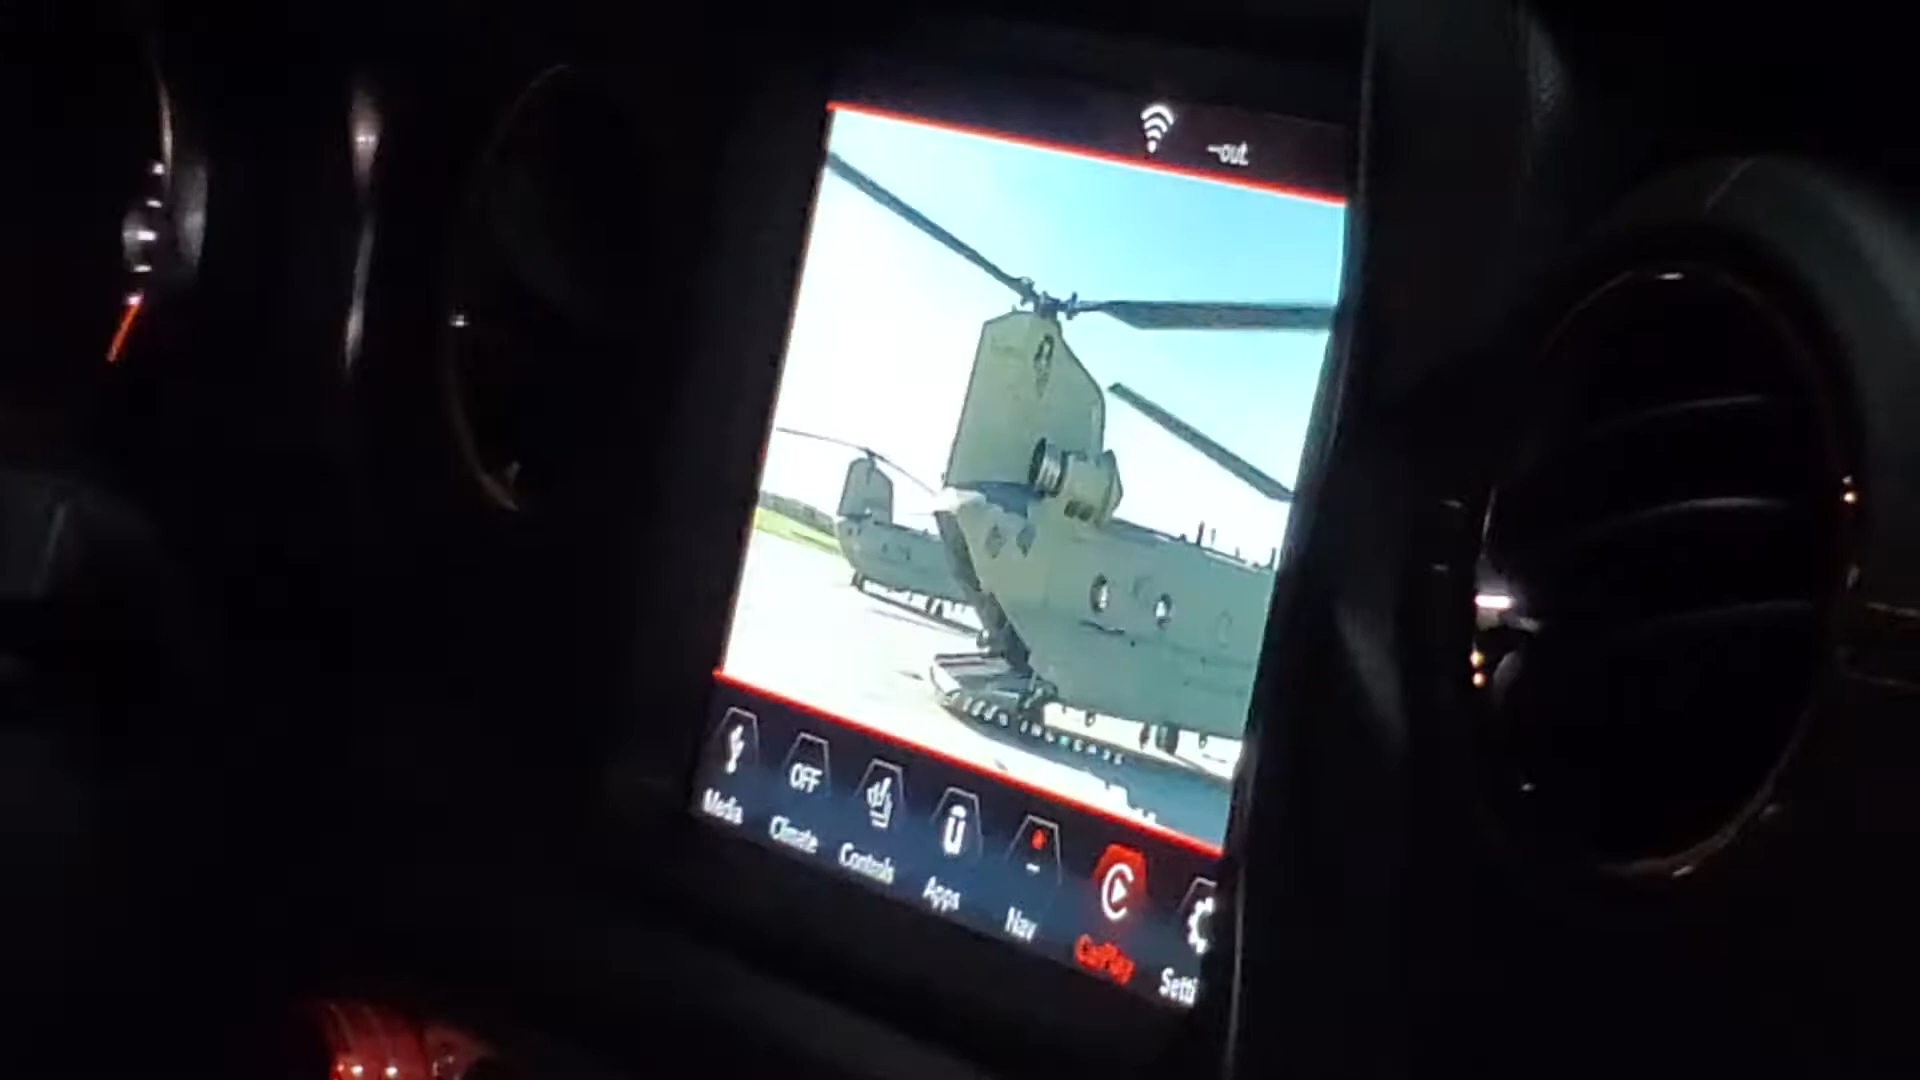 out
OFF
Media
Climate
Controls
Apps
Nav
CarPlay
Setti